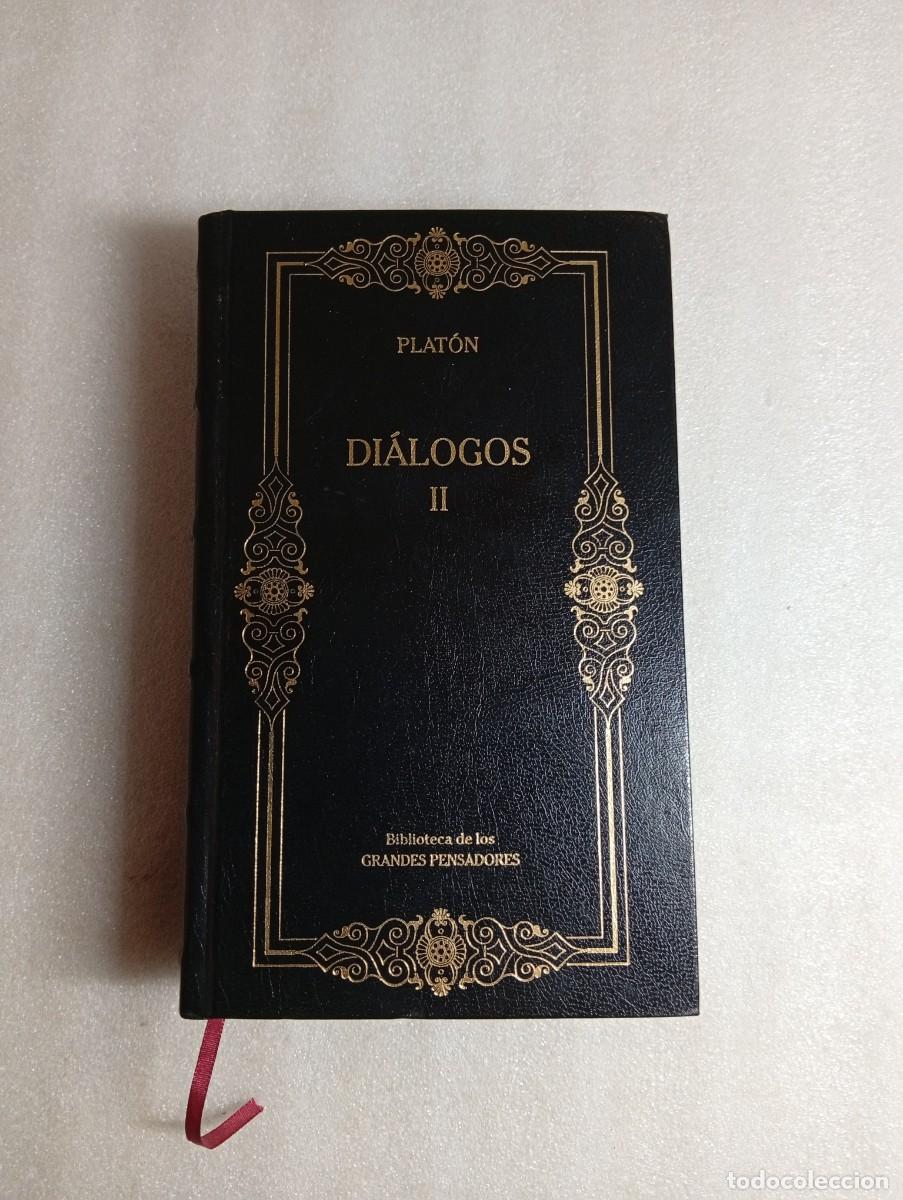 PLATÓN
DIÁLOGOS
II
Biblioteca de los
GRANDES PENSADORES
todocoleccion